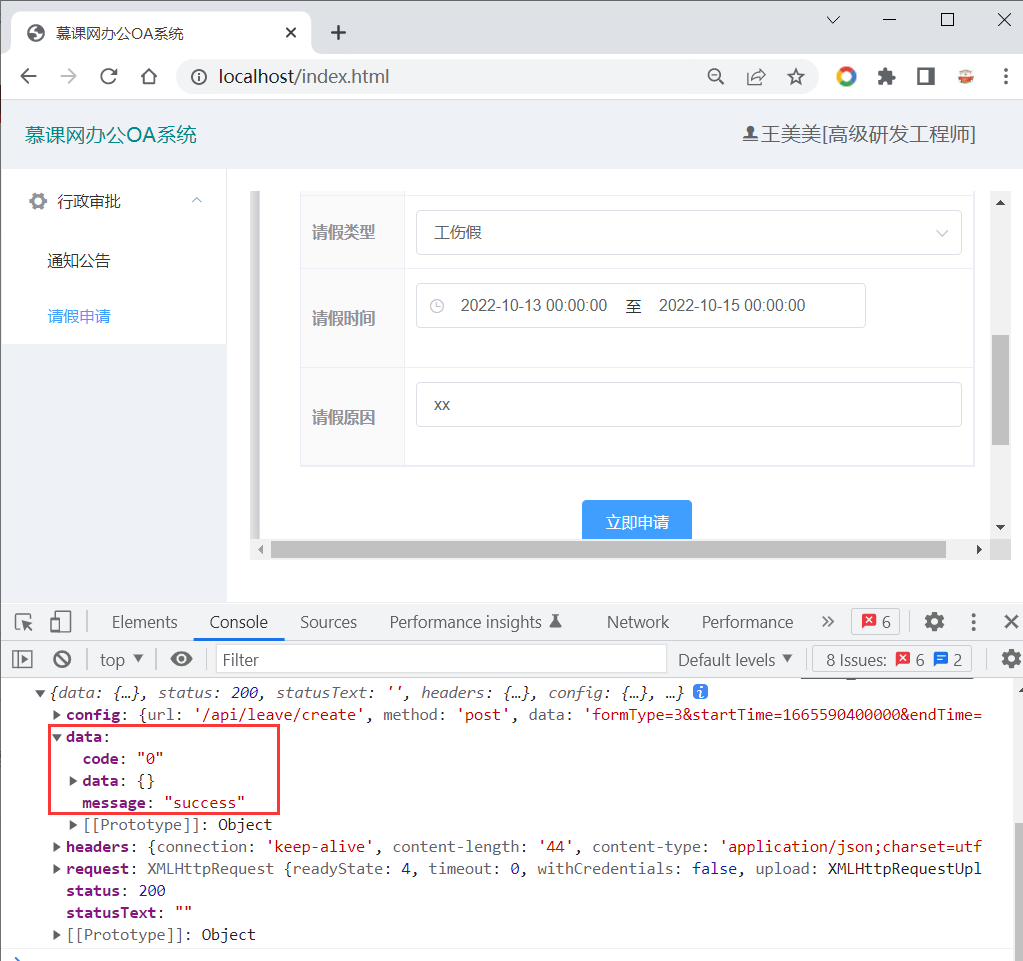 慕课网办公OA系统
localhost/index.html
慕课网办公OA系统
王美美[高级研发工程师]
行政审批
通知公告
请假申请
请假类型
工伤假
请假时间
2022-10-13 00:00:00 至 2022-10-15 00:00:00
请假原因
xx
立即申请
Elements Console Sources Performance insights Network Performance » 6
top Filter Default levels 8 Issues: 6 2
{data: {…}, status: 200, statusText: '', headers: {…}, config: {…}, …} i
config: {url: '/api/leave/create', method: 'post', data: 'formType=3&startTime=1665590400000&endTime=
data:
code: "0"
data: {}
message: "success"
[[Prototype]]: Object
headers: {connection: 'keep-alive', content-length: '44', content-type: 'application/json;charset=utf
request: XMLHttpRequest {readyState: 4, timeout: 0, withCredentials: false, upload: XMLHttpRequestUpl
status: 200
statusText: ""
[[Prototype]]: Object